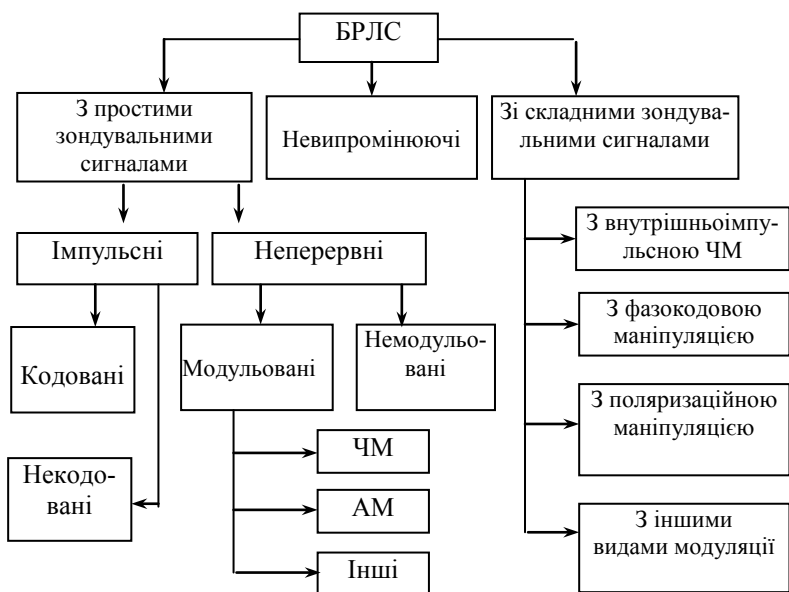 БРЛС
З простими
зондувальними
сигналами
Невипромінюючі
Зі складними зондува-
льними сигналами
Імпульсні
Неперервні
З внутрішньоімпу-
льсною ЧМ
З фазокодовою
маніпуляцією
Кодовані
Модульовані
Немодульо-
вані
З поляризаційною
маніпуляцією
ЧМ
Некодо-
вані
АМ
З іншими
видами модуляції
Інші